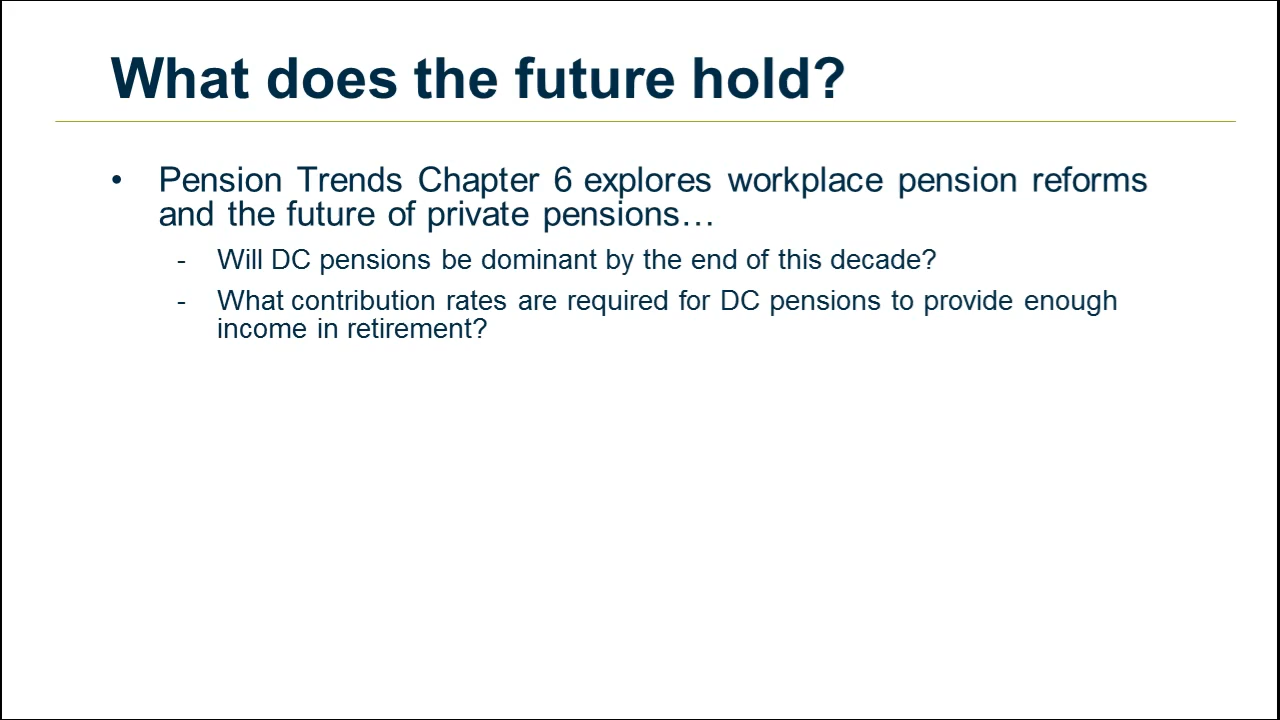 What does the future hold?
• Pension Trends Chapter 6 explores workplace pension reforms
and the future of private pensions…
- Will DC pensions be dominant by the end of this decade?
- What contribution rates are required for DC pensions to provide enough
income in retirement?